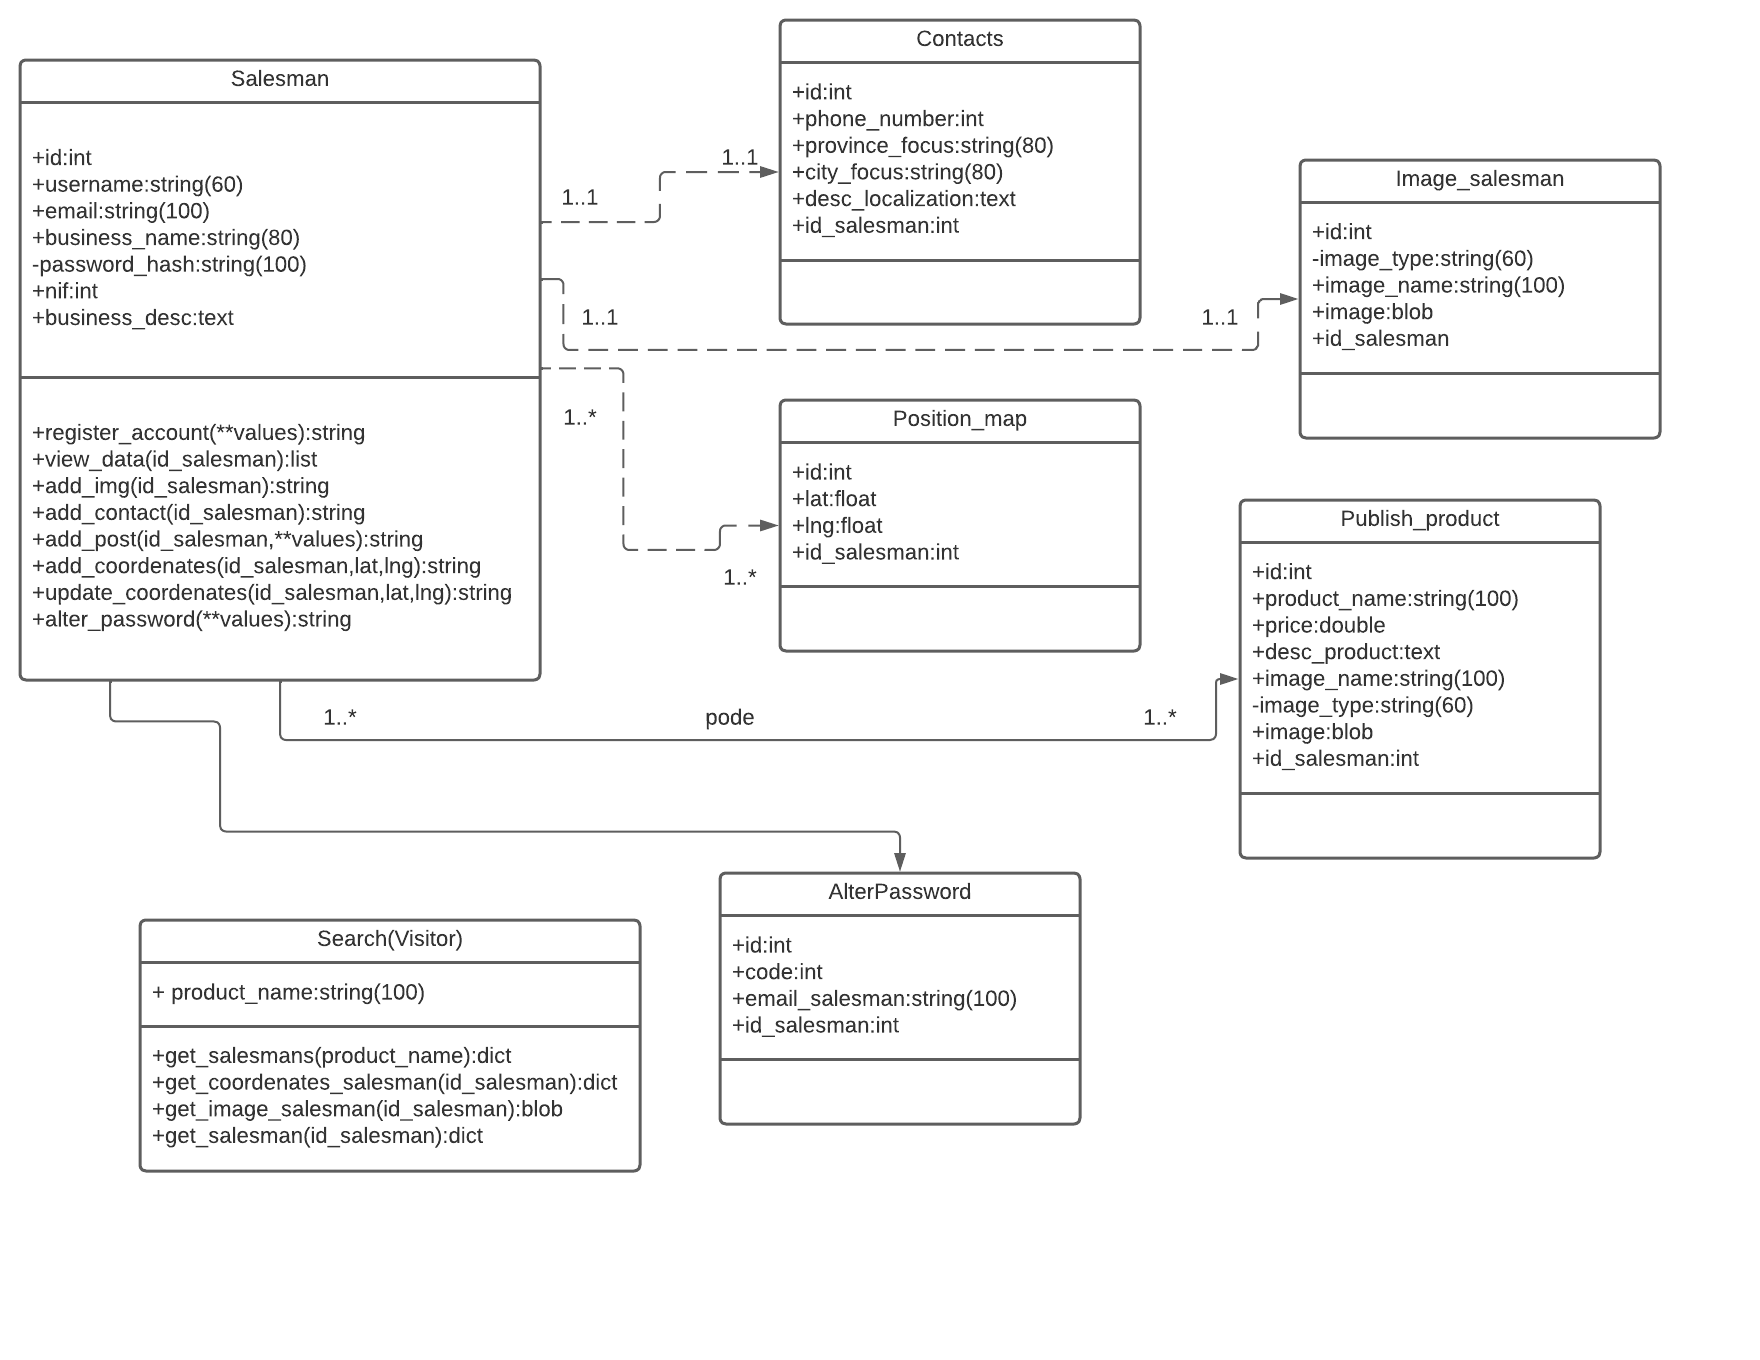 Salesman
+id:int
+username:string(60)
+email:string(100)
+business_name:string(80)
-password_hash:string(100)
+nif:int
+business_desc:text
+register_account(**values):string
+view_data(id_salesman):list
+add_img(id_salesman):string
+add_contact(id_salesman):string
+add_post(id_salesman,**values):string
+add_coordenates(id_salesman,lat,lng):string
+update_coordenates(id_salesman,lat,lng):string
+alter_password(**values):string
1..1
1..1
Contacts
+id:int
+phone_number:int
+province_focus:string(80)
+city_focus:string(80)
+desc_localization:text
+id_salesman:int
1..1
1..1
Image_salesman
+id:int
-image_type:string(60)
+image_name:string(100)
+image:blob
+id_salesman
1..*
1..*
Position_map
+id:int
+lat:float
+lng:float
+id_salesman:int
1..*
pode
1..*
Publish_product
+id:int
+product_name:string(100)
+price:double
+desc_product:text
+image_name:string(100)
-image_type:string(60)
+image:blob
+id_salesman:int
AlterPassword
+id:int
+code:int
+email_salesman:string(100)
+id_salesman:int
Search(Visitor)
+ product_name:string(100)
+get_salesmans(product_name):dict
+get_coordenates_salesman(id_salesman):dict
+get_image_salesman(id_salesman):blob
+get_salesman(id_salesman):dict